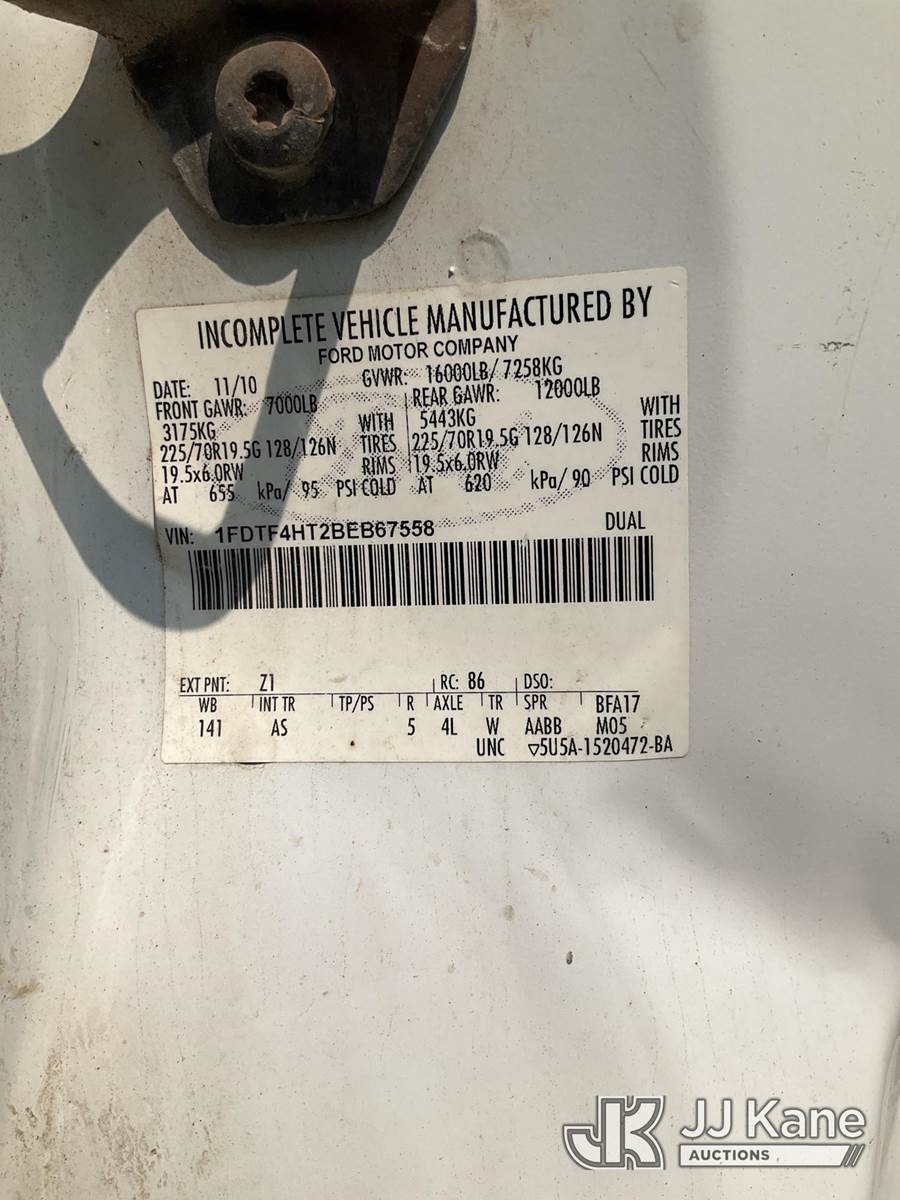 INCOMPLETE VEHICLE MANUFACTURED BY
FORD MOTOR COMPANY
DATE: 11/10 GVWR: 16000LB/ 7258KG
FRONT GAWR: 7000LB REAR GAWR: 12000LB
3175KG WITH 5443KG WITH
225/70R19.5G 128/126N TIRES 225/70R19.5G 128/126N TIRES
19.5x6.0RW RIMS 19.5x6.0RW RIMS
AT 655 kPa/ 95 PSI COLD AT 620 kPa/ 90 PSI COLD
VIN: 1FDTF4HT2BEB67558 DUAL
EXT PNT: Z1 RC: 86 DSO:
WB INT TR TP/PS R AXLE TR SPR BFA17
141 AS 5 4L W AABB M05
UNC ▽5U5A-1520472-BA
JK JJ Kane
AUCTIONS